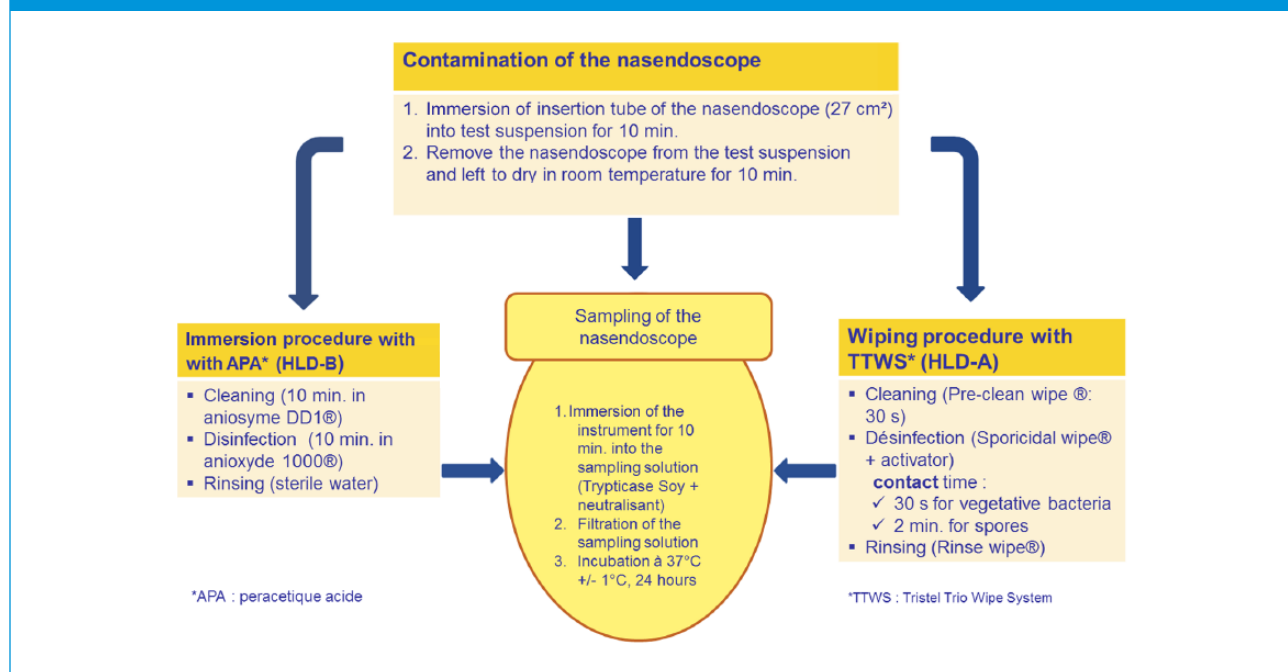 Contamination of the nasendoscope
1. Immersion of insertion tube of the nasendoscope (27 cm²)
into test suspension for 10 min.
2. Remove the nasendoscope from the test suspension
and left to dry in room temperature for 10 min.
Immersion procedure with
with APA* (HLD-B)
▪ Cleaning (10 min. in
aniosyme DD1®)
▪ Disinfection (10 min. in
anioxyde 1000®)
▪ Rinsing (sterile water)
*APA : peracetique acide
Sampling of the
nasendoscope
1. Immersion of the
instrument for 10
min. into the
sampling solution
(Trypticase Soy +
neutralisant)
2. Filtration of the
sampling solution
3. Incubation à 37°C
+/- 1°C, 24 hours
Wiping procedure with
TTWS* (HLD-A)
▪ Cleaning (Pre-clean wipe ®:
30 s)
▪ Désinfection (Sporicidal wipe®
+ activator)
contact time :
✓ 30 s for vegetative bacteria
✓ 2 min. for spores
▪ Rinsing (Rinse wipe®)
*TTWS : Tristel Trio Wipe System